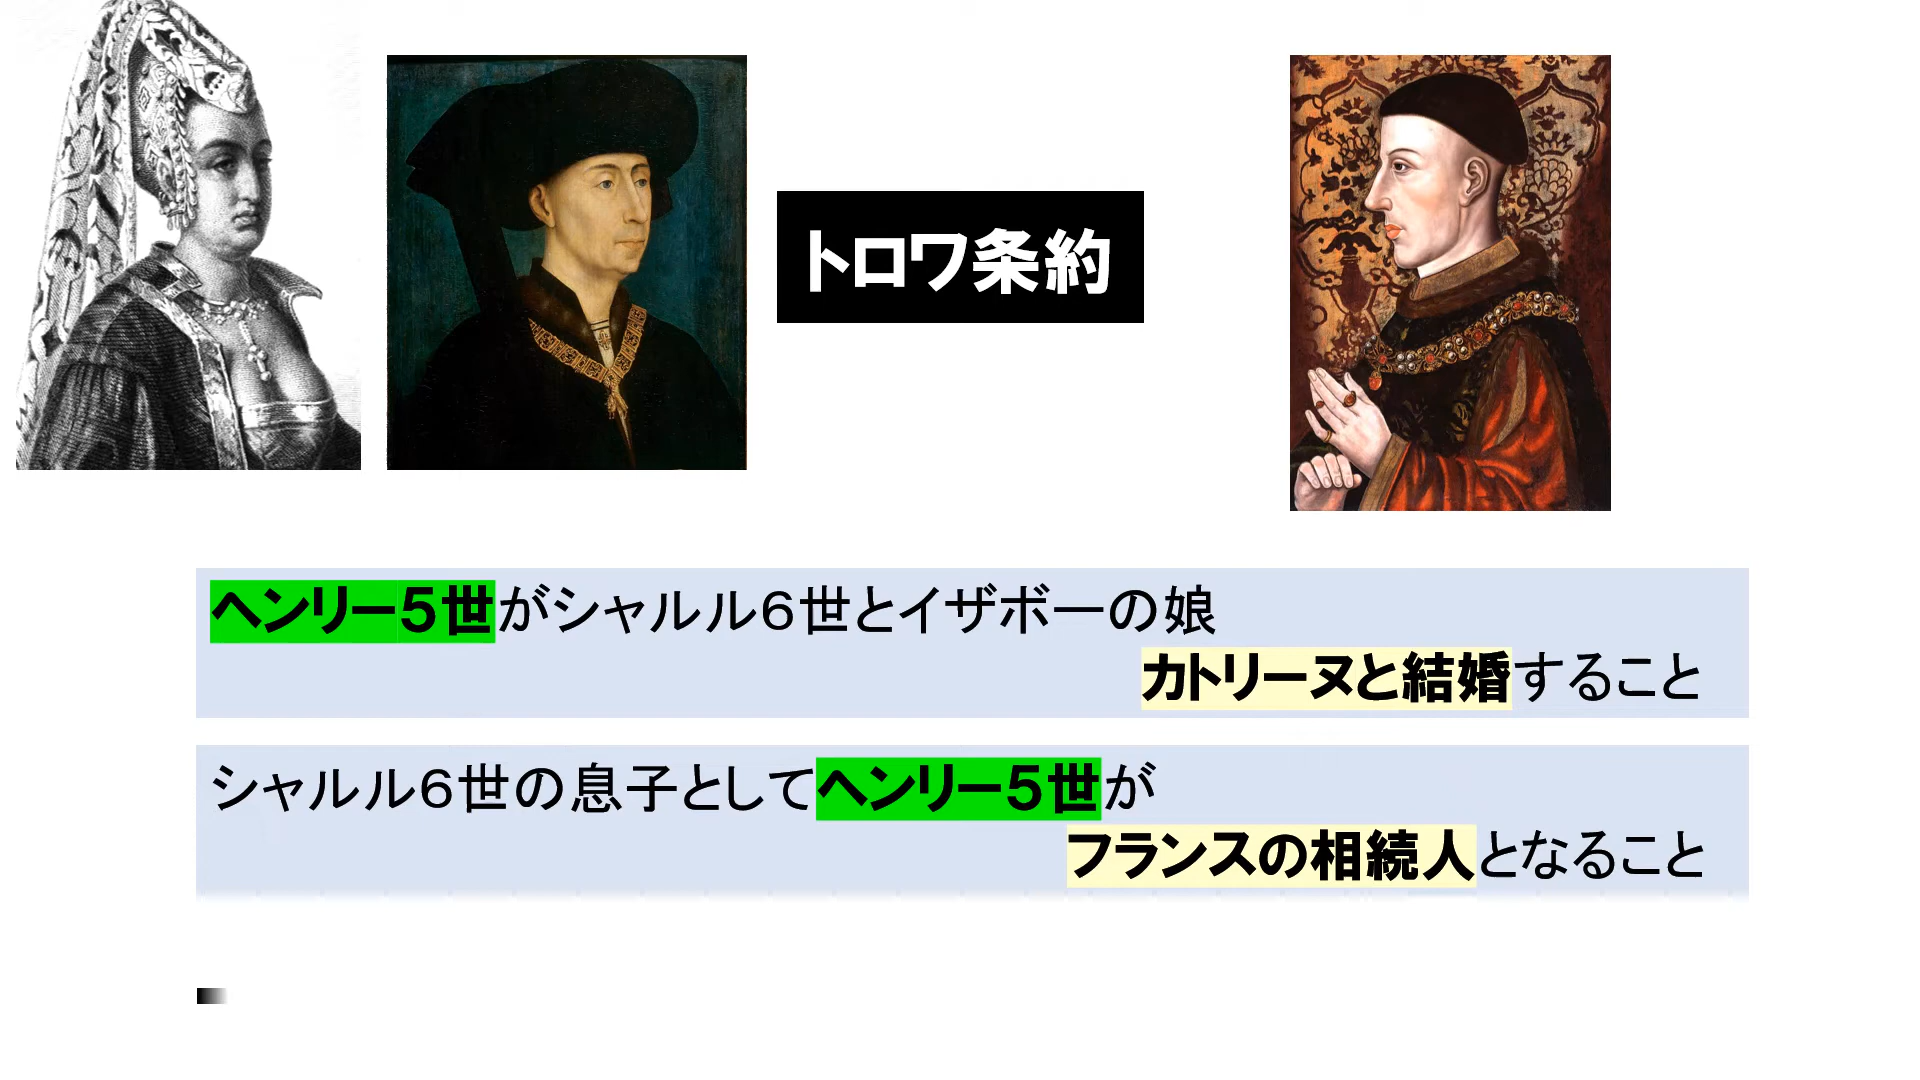 トロワ条約
ヘンリー５世がシャルル６世とイザボーの娘
カトリーヌと結婚すること
シャルル６世の息子としてヘンリー５世が
フランスの相続人となること